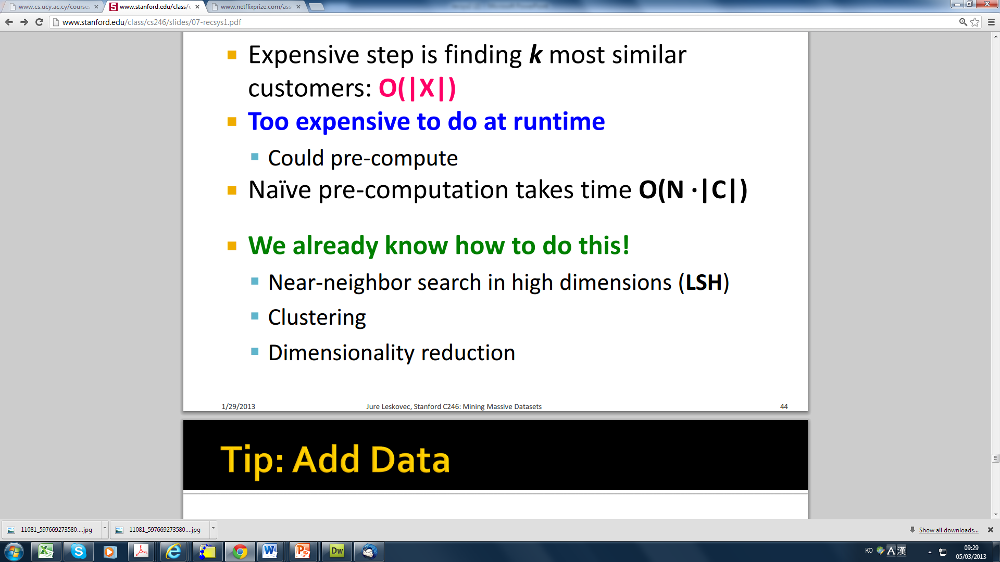 www.cs.ucy.ac.cy/courses
www.stanford.edu/class/c
www.netflixprize.com/ass
www.stanford.edu/class/cs246/slides/07-recsys1.pdf
Expensive step is finding k most similar
customers: O(|X|)
Too expensive to do at runtime
Could pre-compute
Naïve pre-computation takes time O(N ·|C|)
We already know how to do this!
Near-neighbor search in high dimensions (LSH)
Clustering
Dimensionality reduction
1/29/2013 Jure Leskovec, Stanford C246: Mining Massive Datasets 44
Tip: Add Data
11081_597669273580....jpg 11081_597669273580....jpg Show all downloads...
Dw
KO A 漢
09:29
05/03/2013